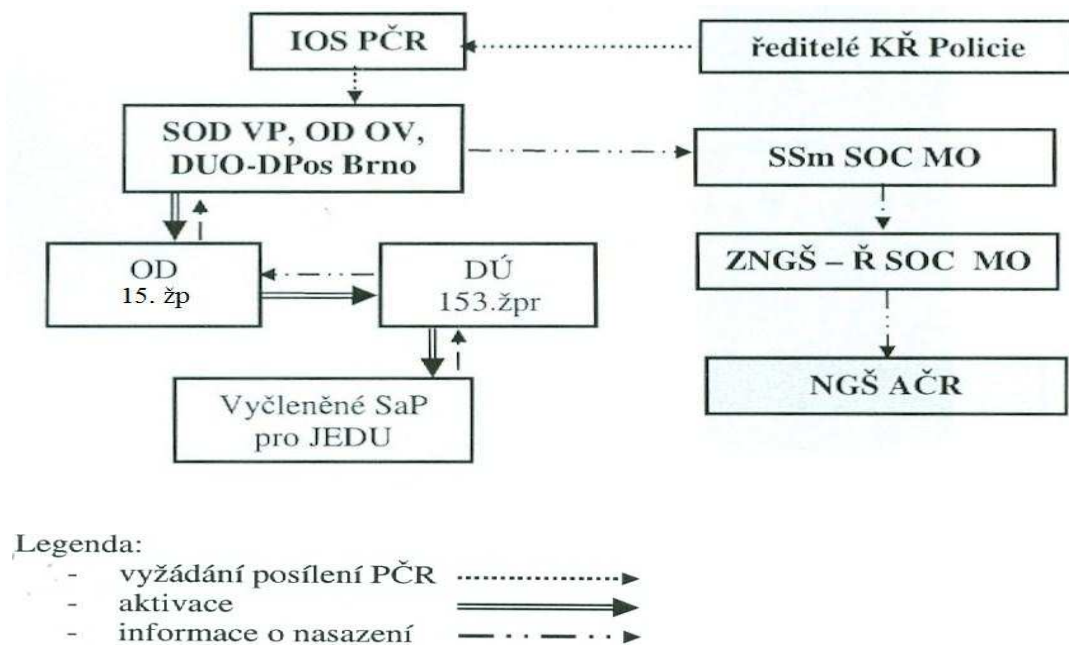 IOS PČR
ředitelé KŘ Policie
SOD VP, OD OV,
DUO-DPos Brno
SSm SOC MO
OD
15. žp
DÚ
153.žpr
ZNGŠ – Ř SOC MO
Vyčleněné SaP
pro JEDU
NGŠ AČR
Legenda:
- vyžádání posílení PČR
- aktivace
- informace o nasazení